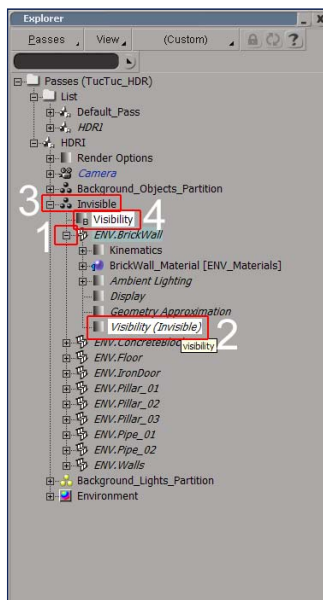 Explorer
Passes View (Custom) ?
Passes (TucTuc_HDR)
List
Default_Pass
HDRI
HDRI
Render Options
Camera
Background_Objects_Partition
3 Invisible
B Visibility 4
1 ENV.BrickWall
Kinematics
BrickWall_Material [ENV_Materials]
Ambient Lighting
Display
Geometry Approximation
Visibility (Invisible) 2
ENV.ConcreteBloc visibility
ENV.Floor
ENV.IronDoor
ENV.Pillar_01
ENV.Pillar_02
ENV.Pillar_03
ENV.Pipe_01
ENV.Pipe_02
ENV.Walls
Background_Lights_Partition
Environment